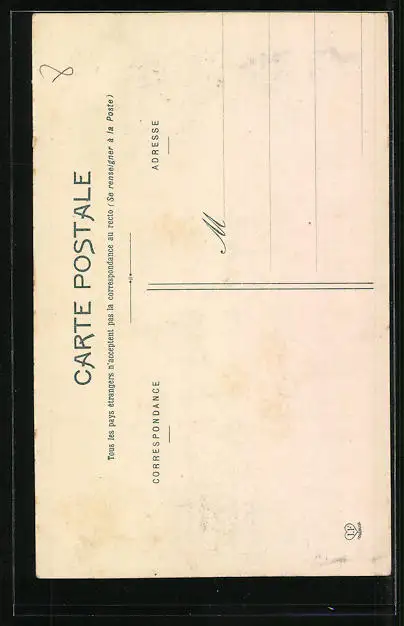 8
CARTE POSTALE
Tous les pays étrangers n'acceptent pas la correspondance au recto (Se renseigner à la Poste)
CORRESPONDANCE
ADRESSE
M